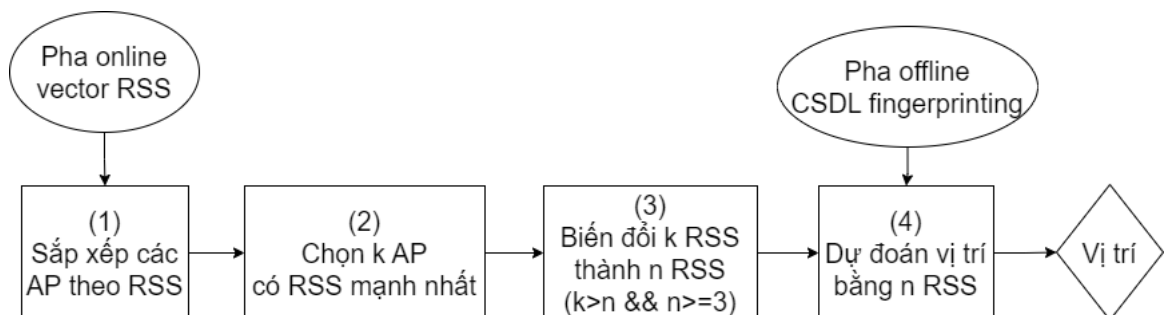 Pha online
vector RSS
Pha offline
CSDL fingerprinting
(1)
Sắp xếp các
AP theo RSS
(2)
Chọn k AP
có RSS mạnh nhất
(3)
Biến đổi k RSS
thành n RSS
(k>n && n>=3)
(4)
Dự đoán vị trí
bằng n RSS
Vị trí